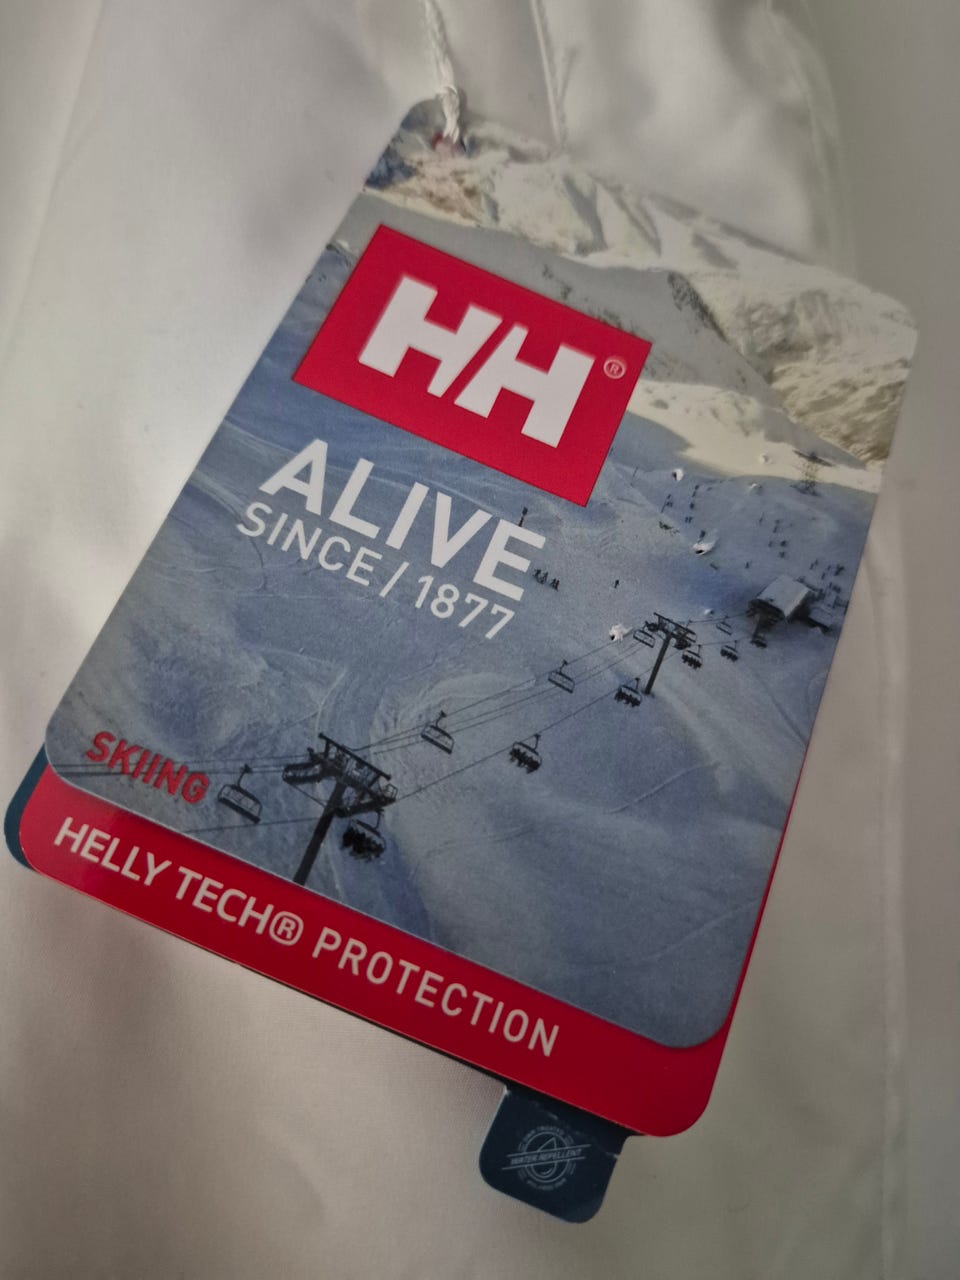 HH®
ALIVE
SINCE / 1877
SKIING
HELLY TECH® PROTECTION
WATER REPELLENT